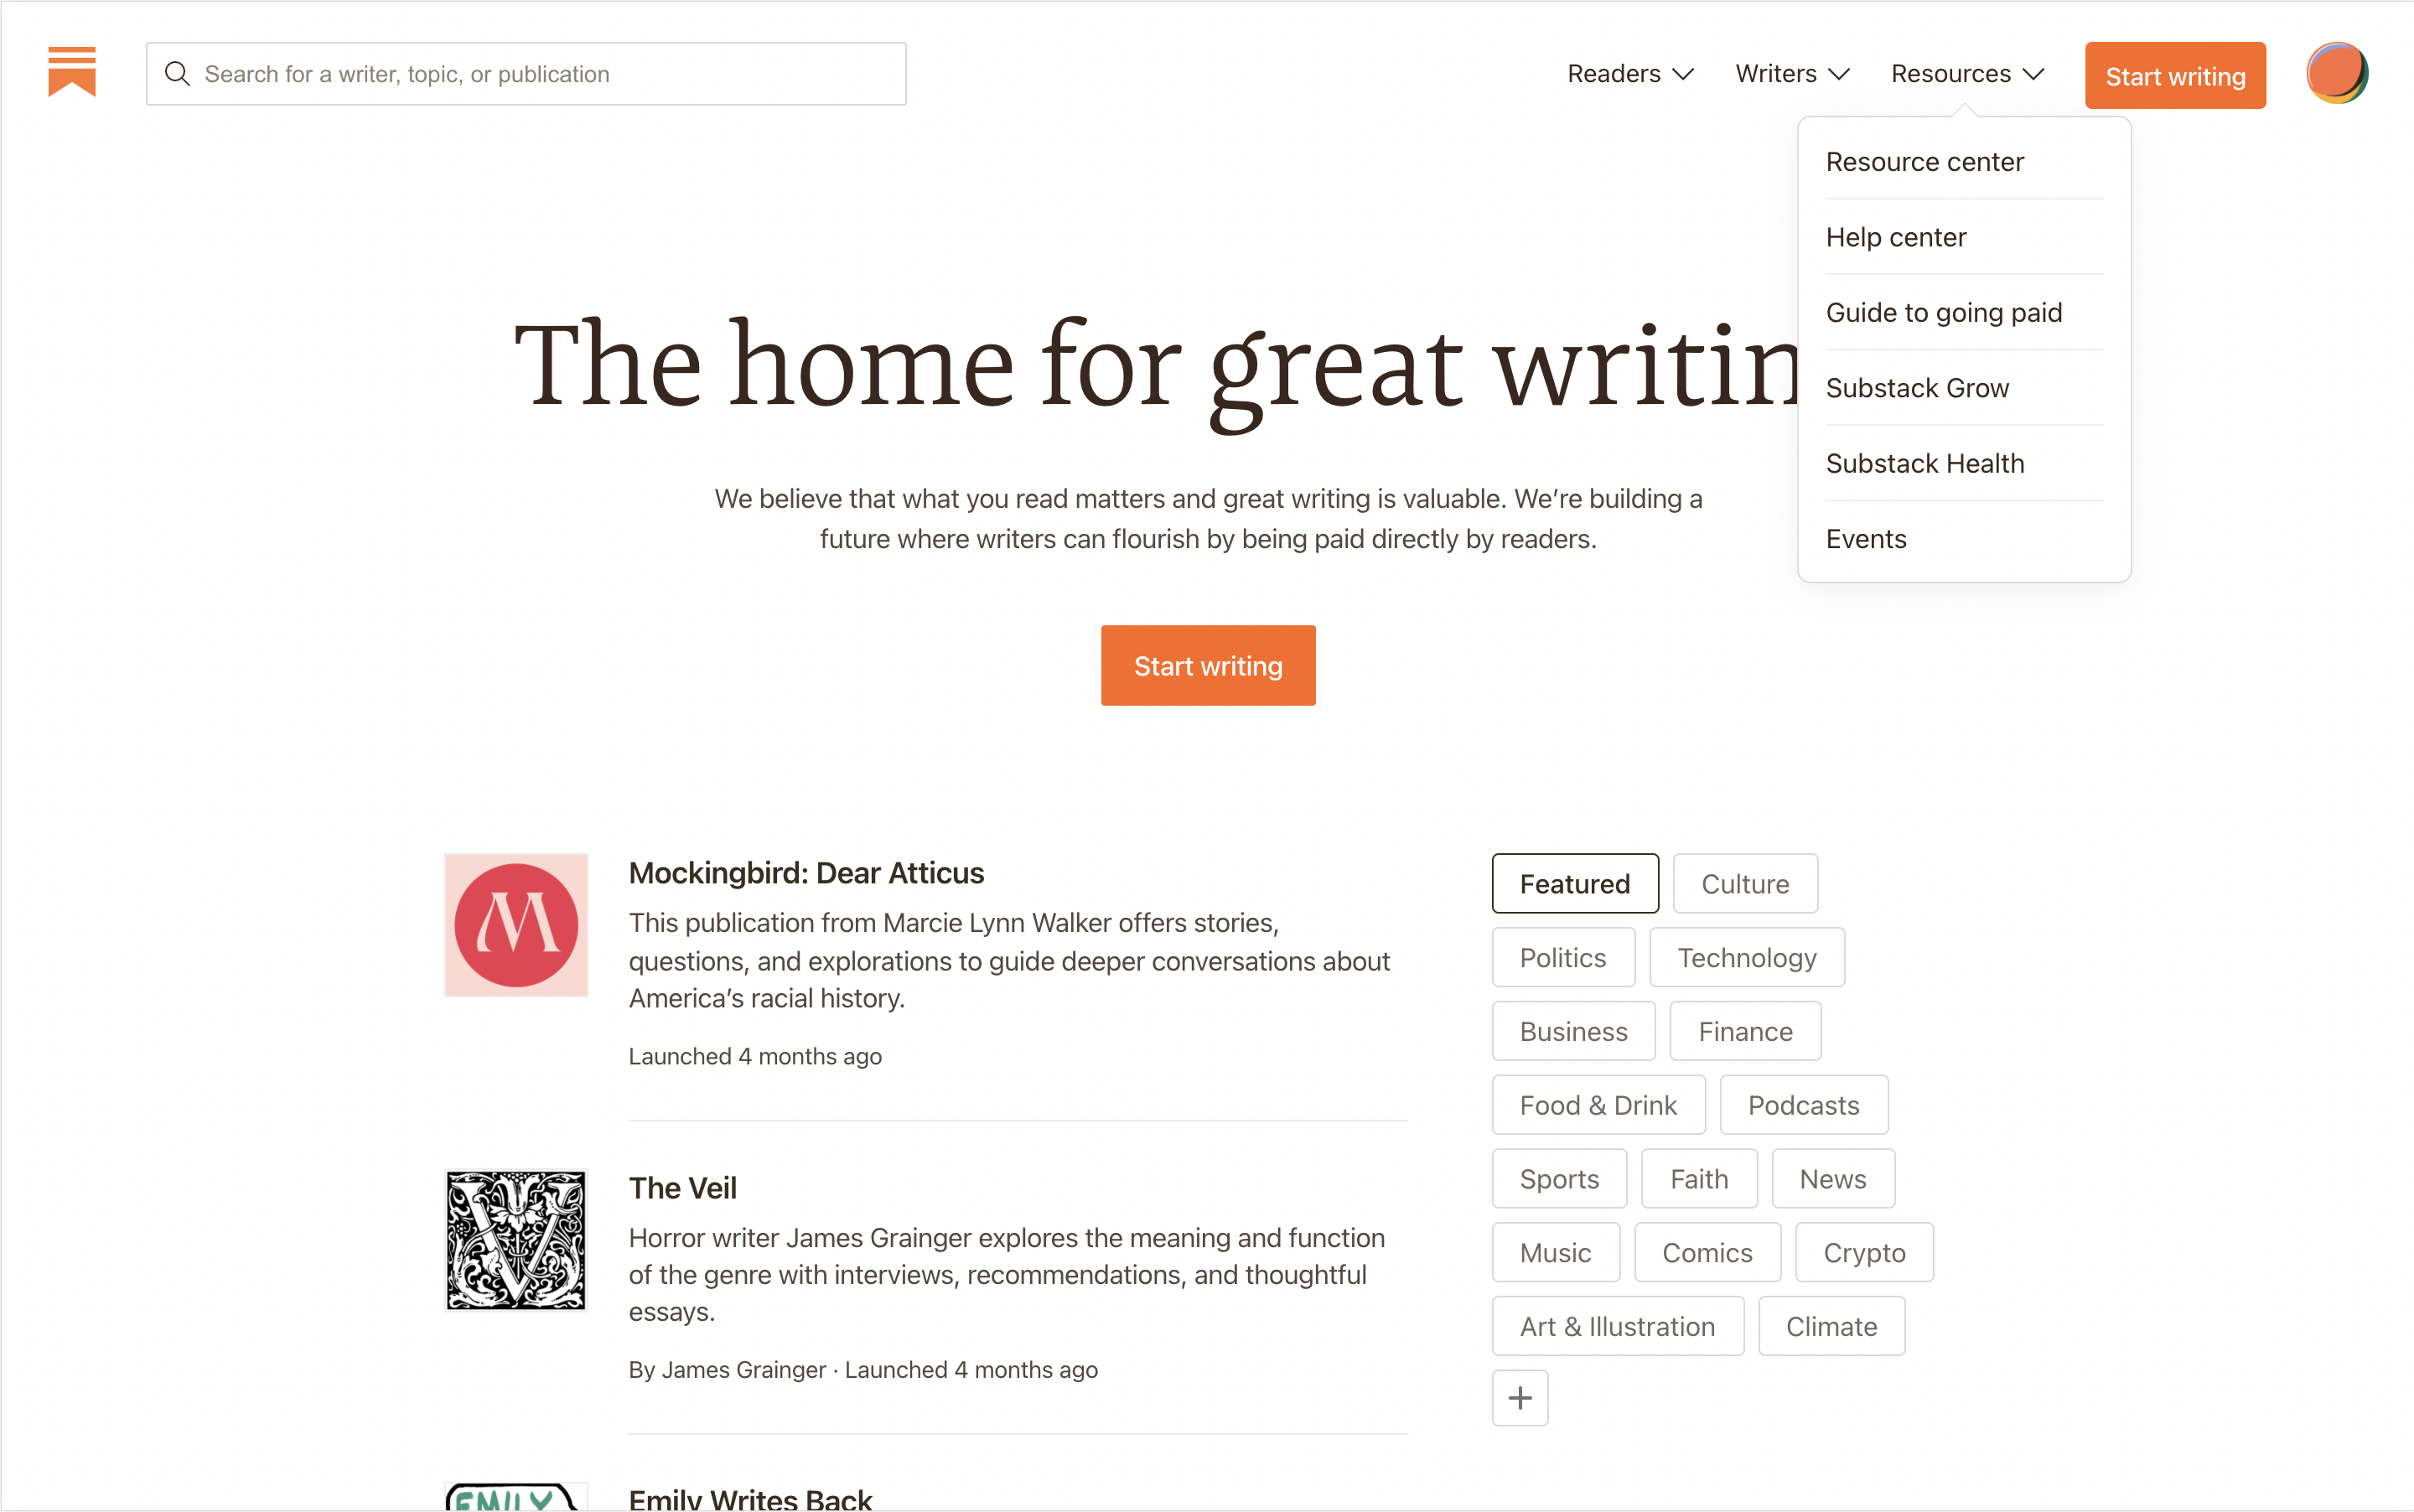 Search for a writer, topic, or publication
Readers
Writers
Resources
Start writing
Resource center
Help center
Guide to going paid
Substack Grow
Substack Health
Events
The home for great writin
We believe that what you read matters and great writing is valuable. We’re building a
future where writers can flourish by being paid directly by readers.
Start writing
M
Mockingbird: Dear Atticus
This publication from Marcie Lynn Walker offers stories,
questions, and explorations to guide deeper conversations about
America’s racial history.
Launched 4 months ago
V
The Veil
Horror writer James Grainger explores the meaning and function
of the genre with interviews, recommendations, and thoughtful
essays.
By James Grainger · Launched 4 months ago
EMILY
Emily Writes Back
Featured
Culture
Politics
Technology
Business
Finance
Food & Drink
Podcasts
Sports
Faith
News
Music
Comics
Crypto
Art & Illustration
Climate